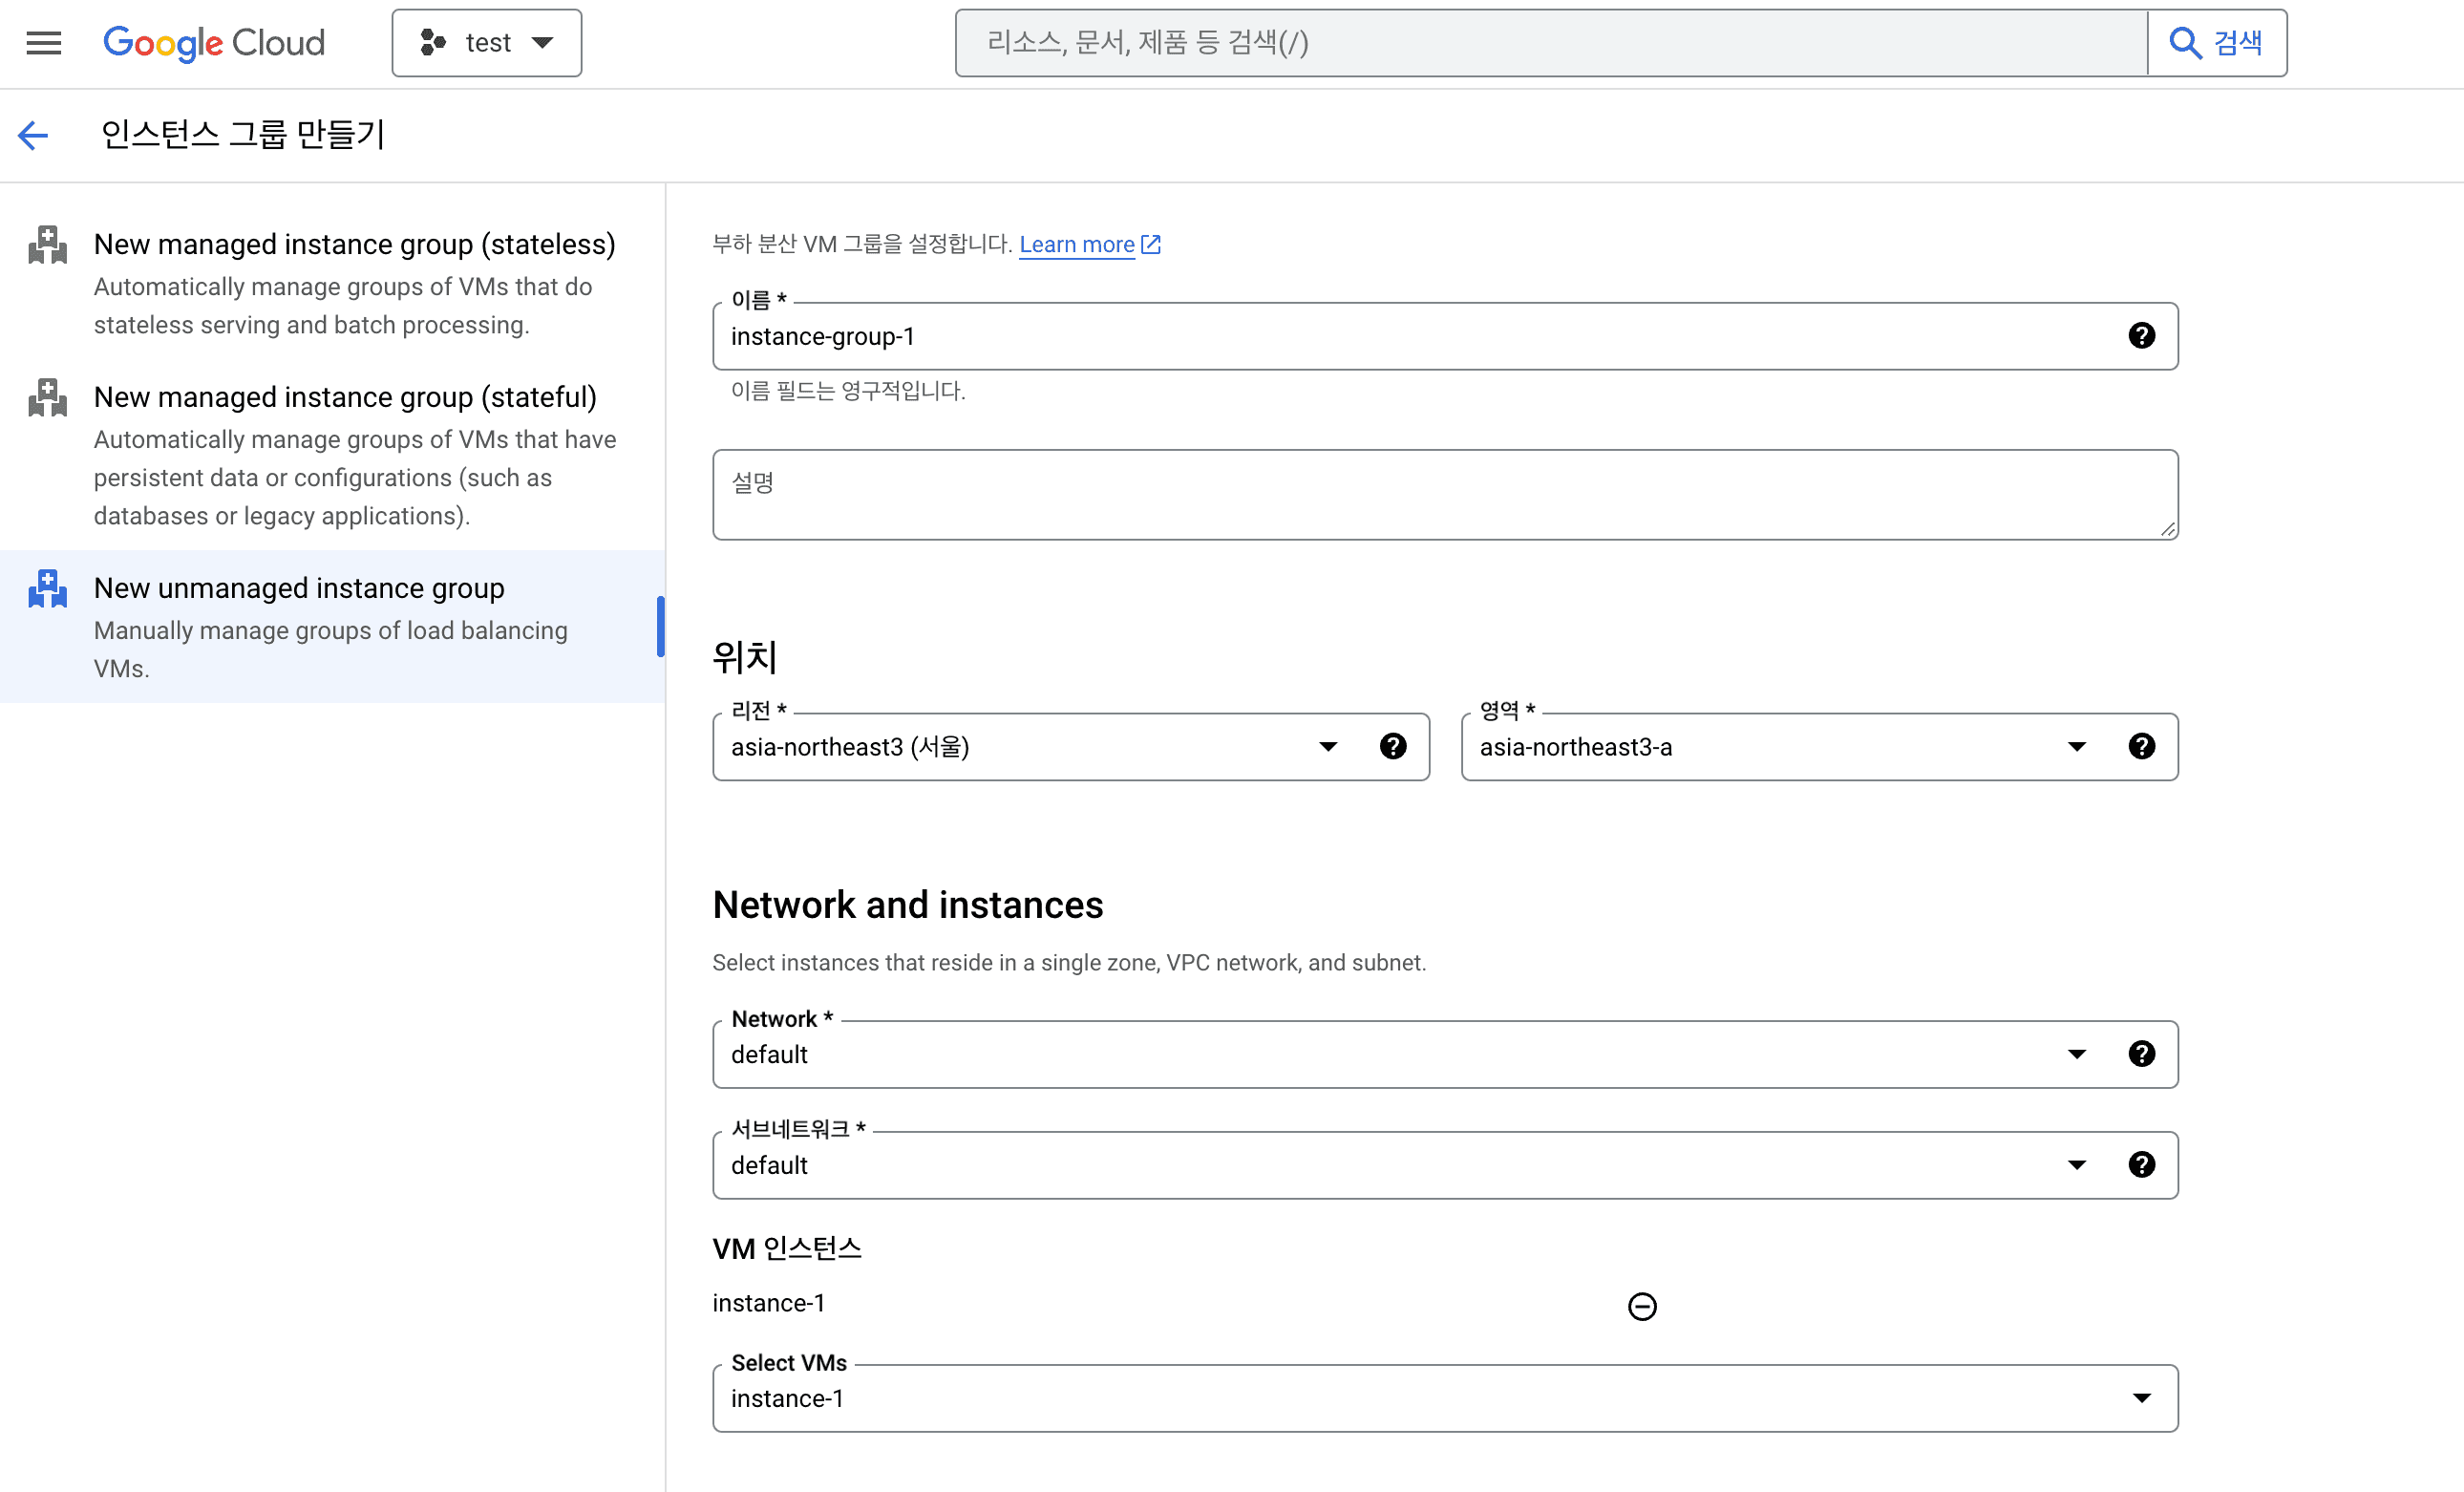 Google Cloud
test
리소스, 문서, 제품 등 검색(/)
검색
인스턴스 그룹 만들기
New managed instance group (stateless)
Automatically manage groups of VMs that do
stateless serving and batch processing.
New managed instance group (stateful)
Automatically manage groups of VMs that have
persistent data or configurations (such as
databases or legacy applications).
New unmanaged instance group
Manually manage groups of load balancing
VMs.
부하 분산 VM 그룹을 설정합니다. Learn more
이름 *
instance-group-1
이름 필드는 영구적입니다.
설명
위치
리전 *
asia-northeast3 (서울)
영역 *
asia-northeast3-a
Network and instances
Select instances that reside in a single zone, VPC network, and subnet.
Network *
default
서브네트워크 *
default
VM 인스턴스
instance-1
Select VMs
instance-1